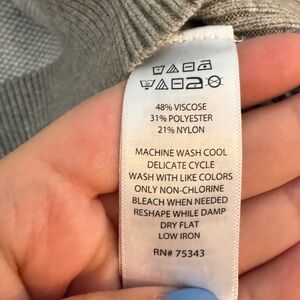 48% VISCOSE
31% POLYESTER
21% NYLON
MACHINE WASH COOL
DELICATE CYCLE
WASH WITH LIKE COLORS
ONLY NON-CHLORINE
BLEACH WHEN NEEDED
RESHAPE WHILE DAMP
DRY FLAT
LOW IRON
RN# 75343